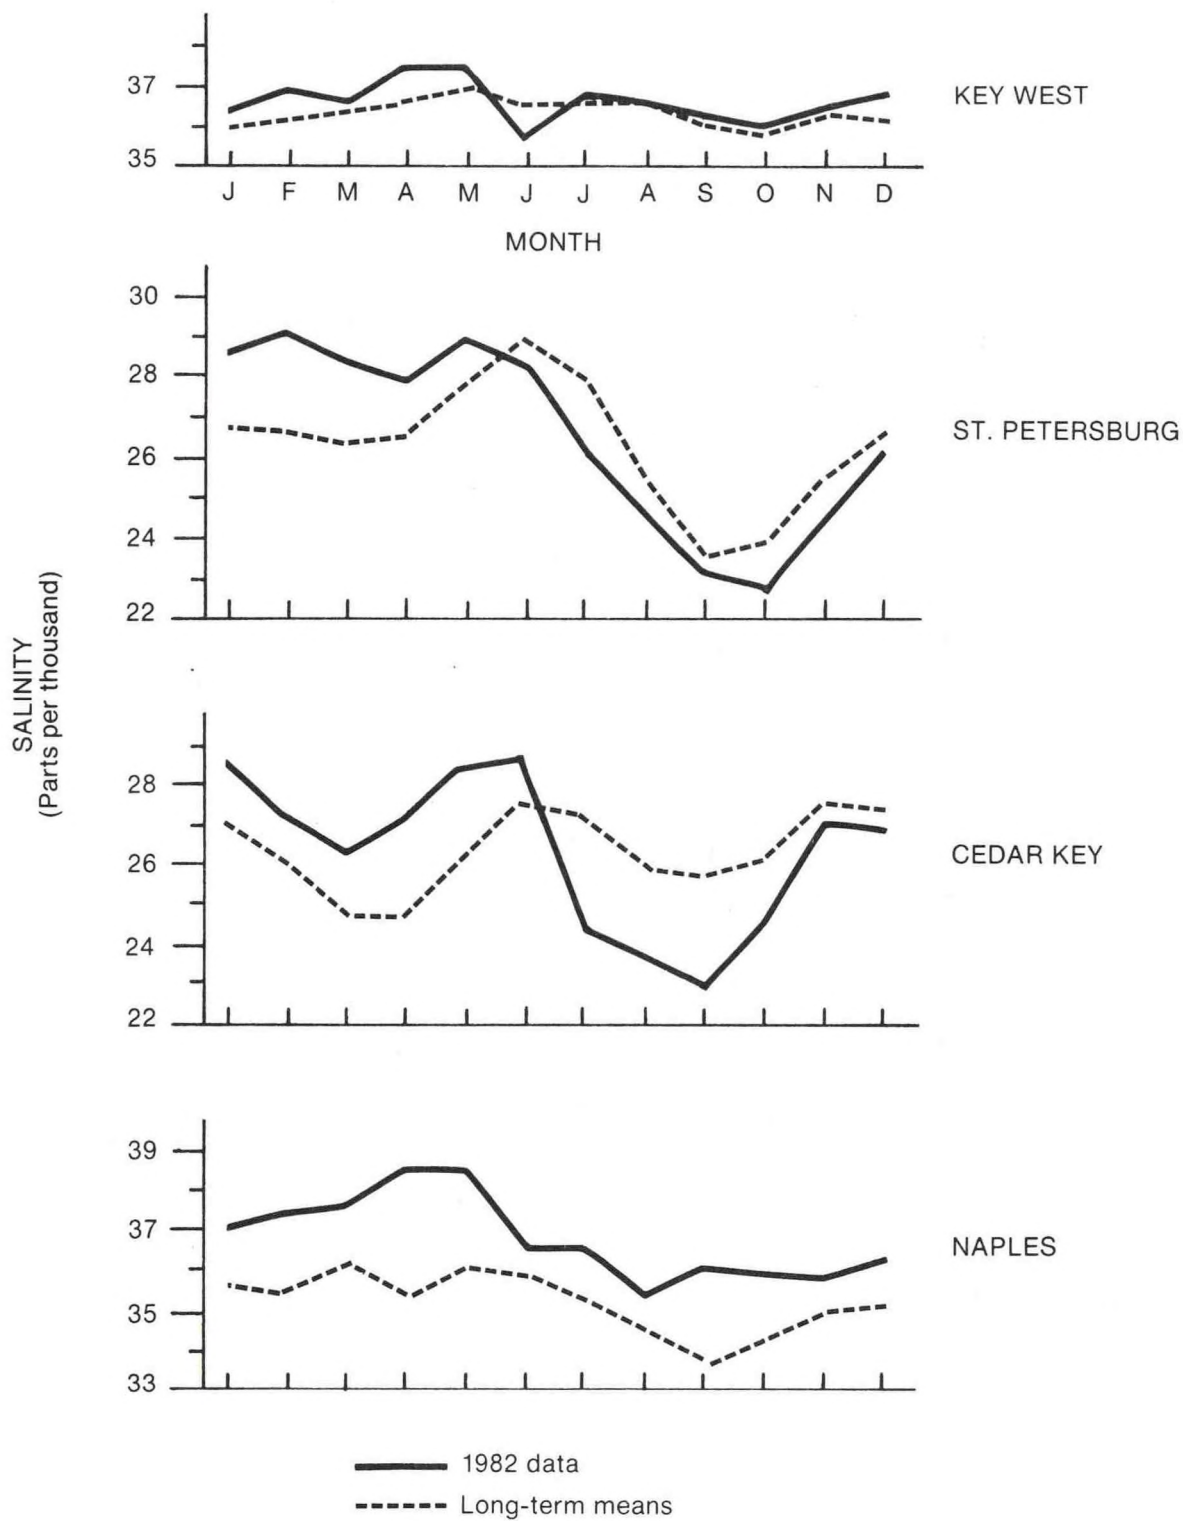 37
35
KEY WEST
J F M A M J J A S O N D
MONTH
30
28
26
24
22
ST. PETERSBURG
SALINITY
(Parts per thousand)
28
26
24
22
CEDAR KEY
39
37
35
33
NAPLES
1982 data
Long-term means